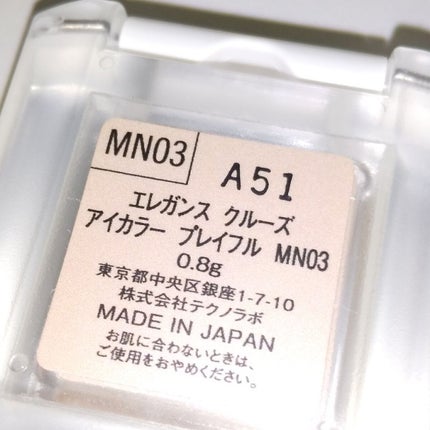 MN03
A51
エレガンス クルーズ
アイカラー プレイフル MN03
0.8g
東京都中央区銀座1-7-10
株式会社テクノラボ
MADE IN JAPAN
お肌に合わないときは、
ご使用をおやめください。